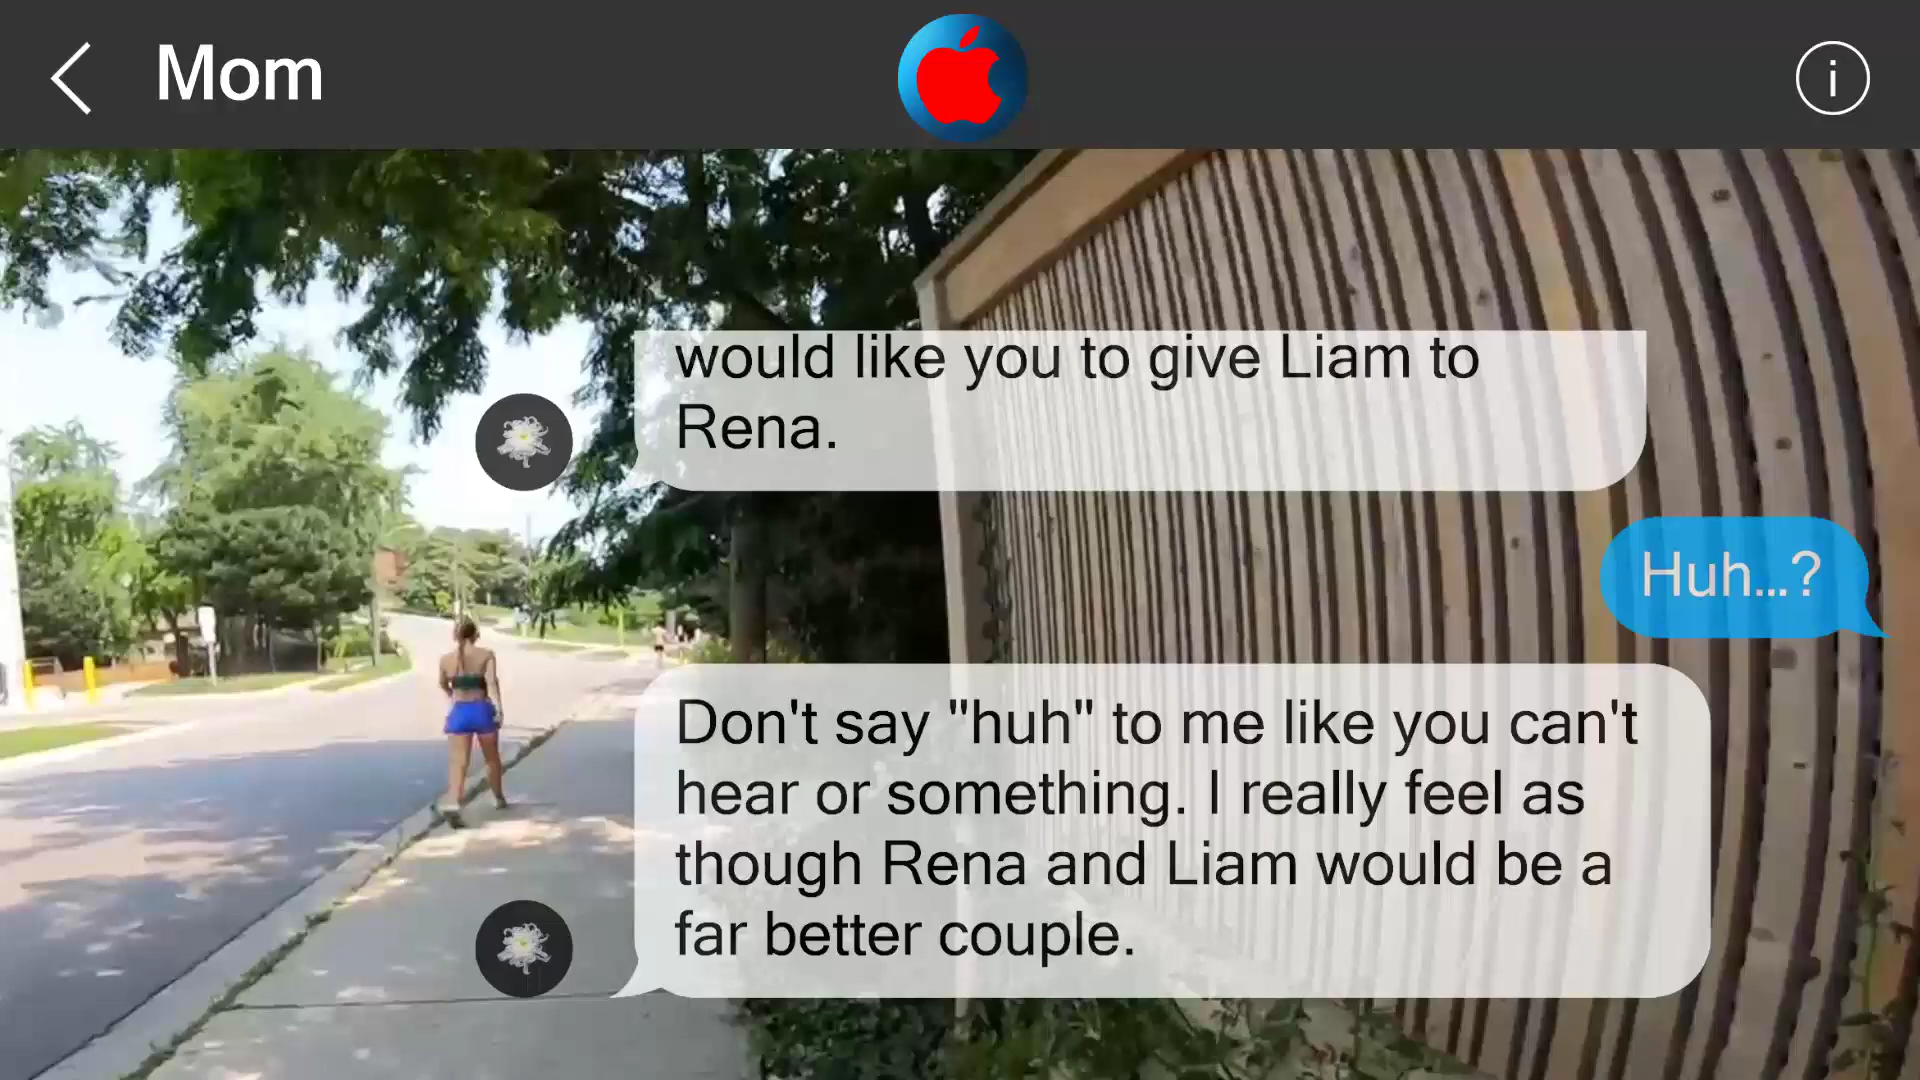 Mom
would like you to give Liam to
Rena.
Huh...?
Don't say "huh" to me like you can't
hear or something. I really feel as
though Rena and Liam would be a
far better couple.